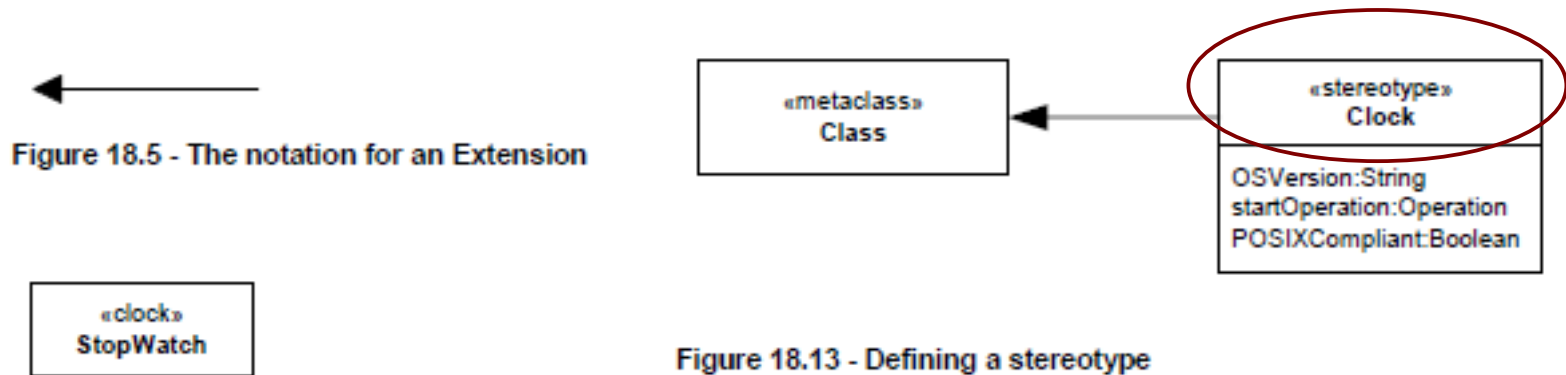 Figure 18.5 - The notation for an Extension
«clock»
StopWatch
«metaclass»
Class
«stereotype»
Clock
OSVersion:String
startOperation:Operation
POSIXCompliant:Boolean
Figure 18.13 - Defining a stereotype